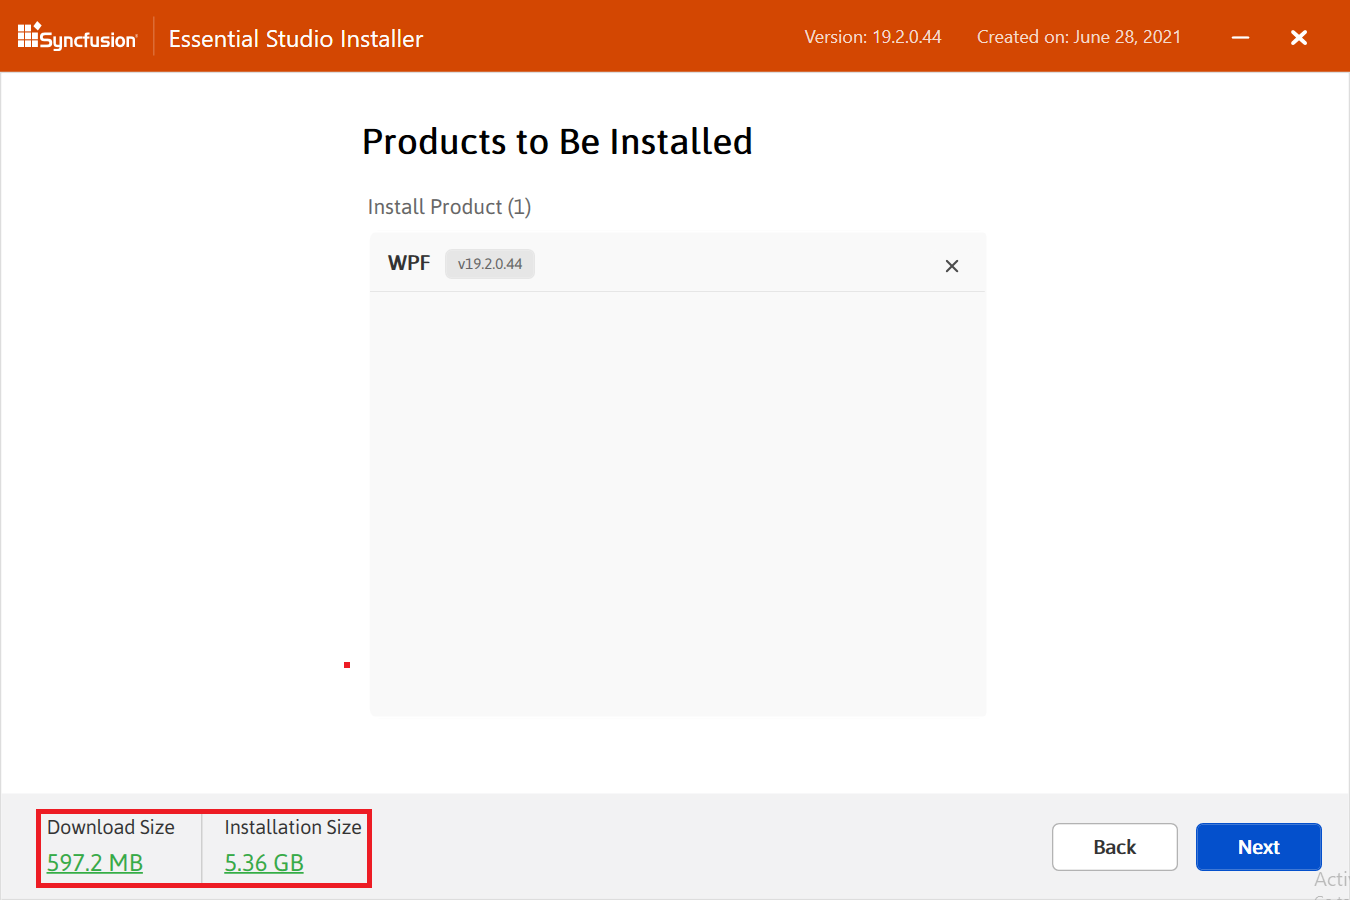 Syncfusion
Essential Studio Installer
Version: 19.2.0.44
Created on: June 28, 2021
Products to Be Installed
Install Product (1)
WPF
v19.2.0.44
Download Size
Installation Size
597.2 MB
5.36 GB
Back
Next
Acti